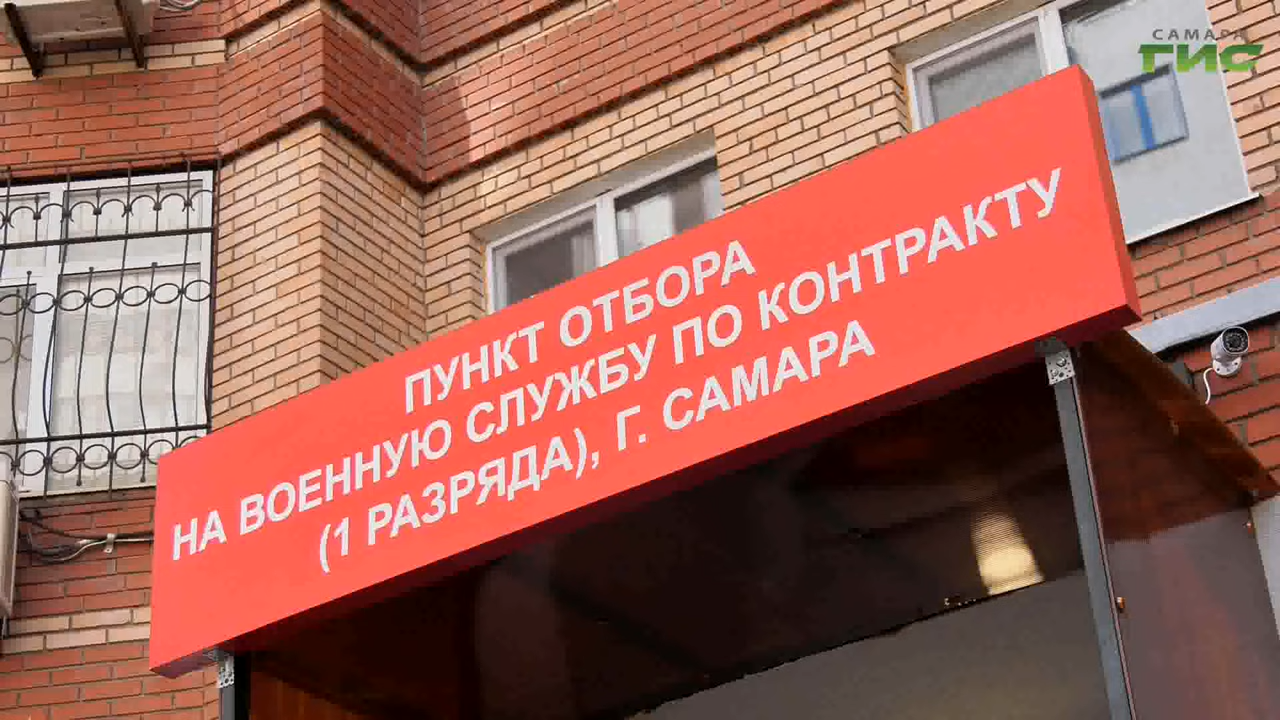 САМАРА
ГИС
ПУНКТ ОТБОРА
НА ВОЕННУЮ СЛУЖБУ ПО КОНТРАКТУ
(1 РАЗРЯДА), Г. САМАРА